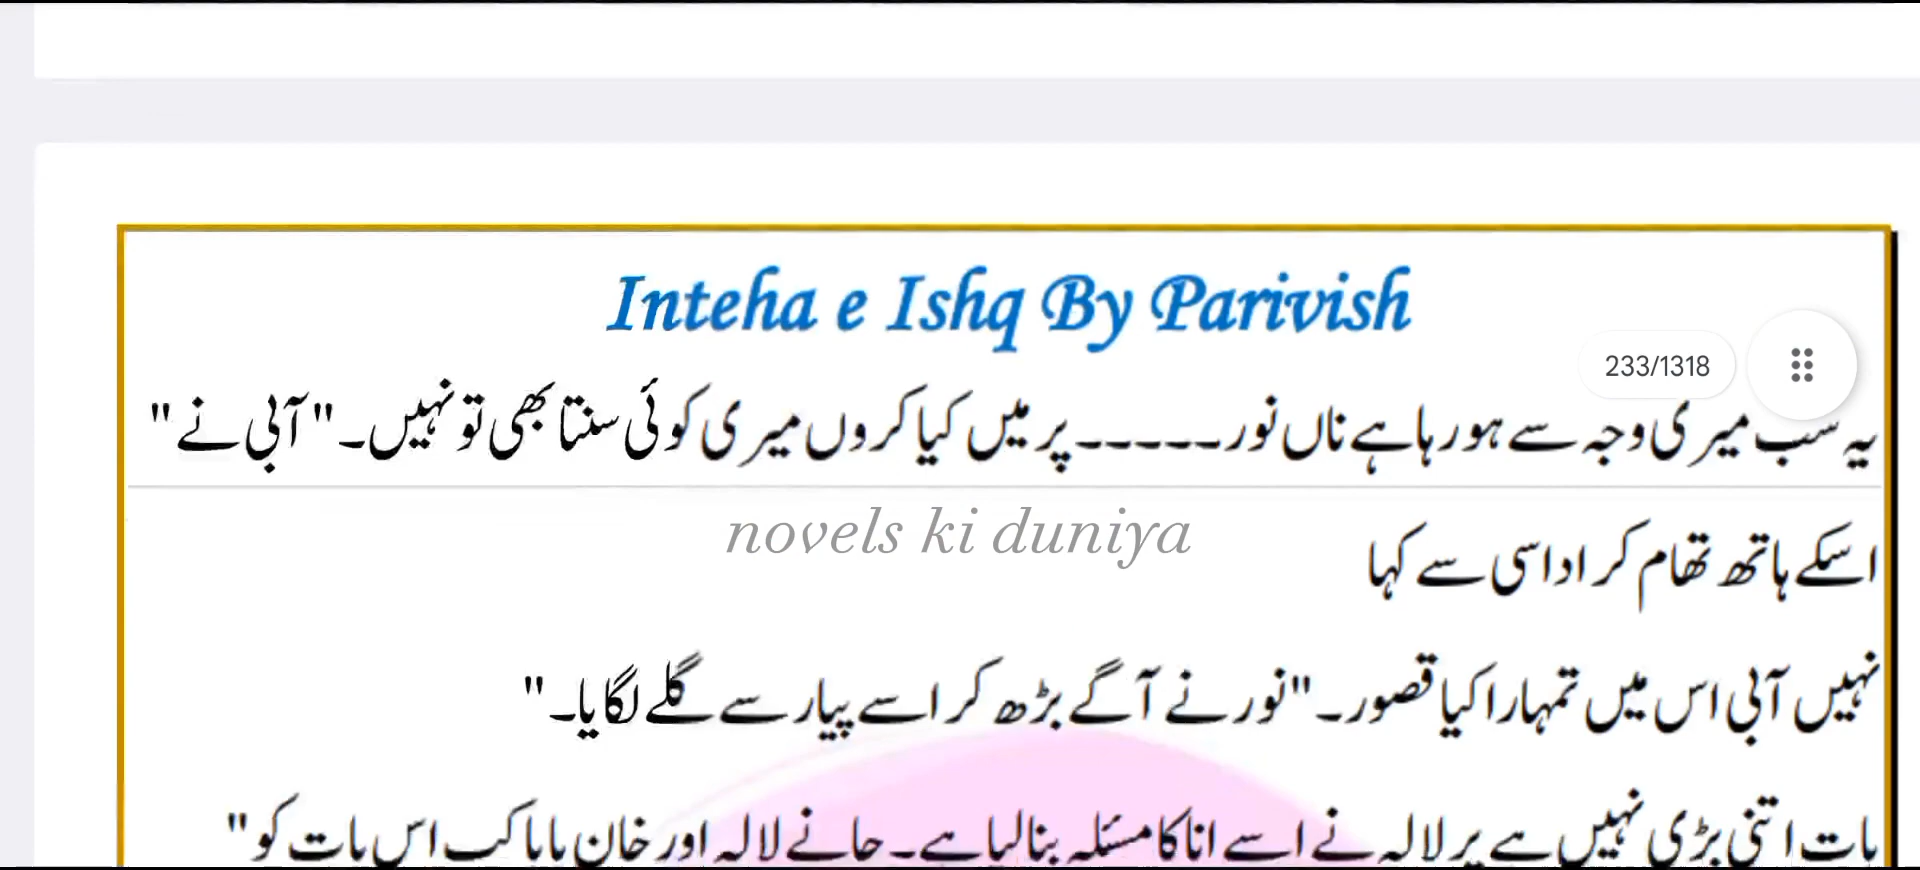 Inteha e Ishq By Parivish
233/1318
یہ سب میری وجہ سے ہورہا ہے ناں نور۔۔۔۔۔پر میں کیا کروں میری کوئی سنتا بھی تو نہیں۔"آبی نے"
novels ki duniya
اسکے ہاتھ تھام کر اداسی سے کہا
نہیں آبی اس میں تمہارا کیا قصور۔"نور نے آگے بڑھ کر اسے پیار سے گلے لگایا۔"
بات اتنی بڑی نہیں ہے پر لالہ نے اسے انا کا مسئلہ بنا لیا ہے۔ جانے لالہ اور خان بابا کب اس بات کو"